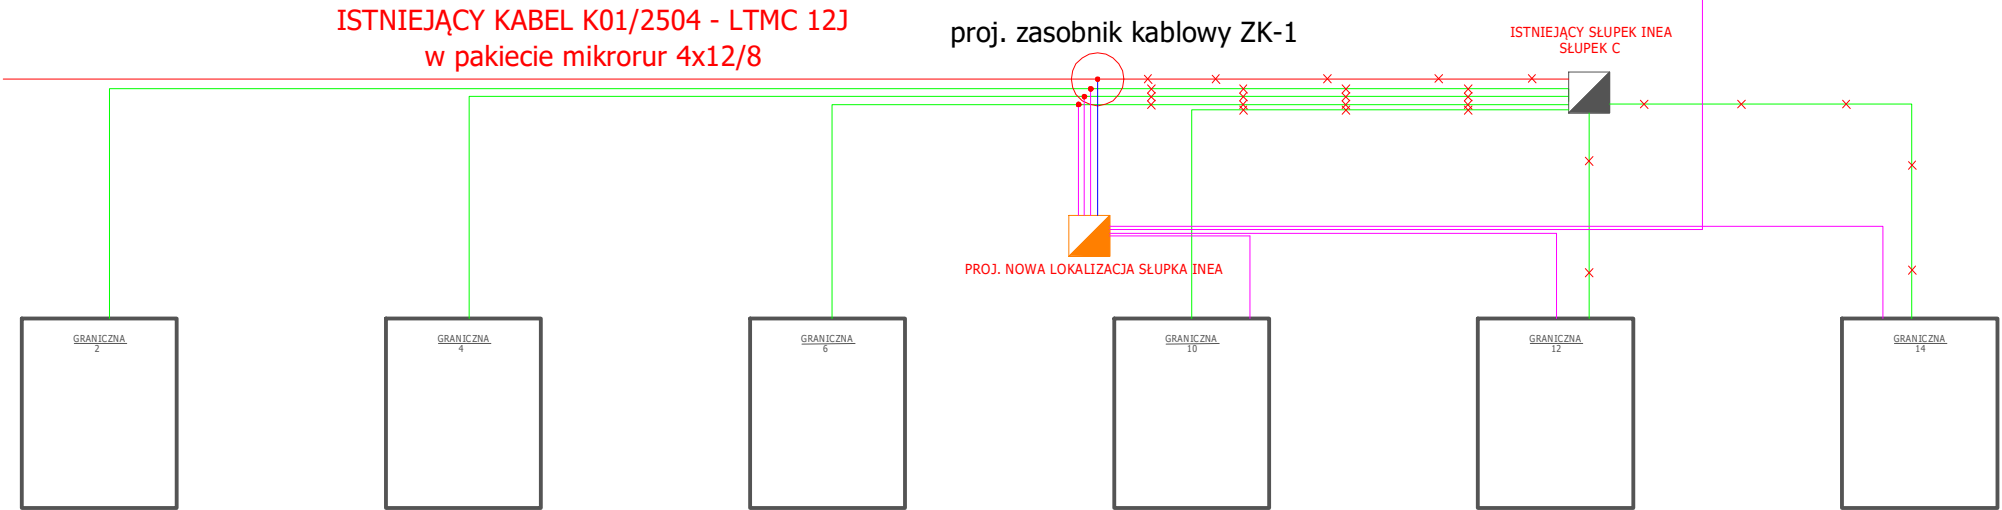 ISTNIEJĄCY KABEL K01/2504 - LTMC 12J
w pakiecie mikrorur 4x12/8
proj. zasobnik kablowy ZK-1
ISTNIEJĄCY SŁUPEK INEA
SŁUPEK C
PROJ. NOWA LOKALIZACJA SŁUPKA INEA
GRANICZNA
2
GRANICZNA
4
GRANICZNA
6
GRANICZNA
10
GRANICZNA
12
GRANICZNA
14